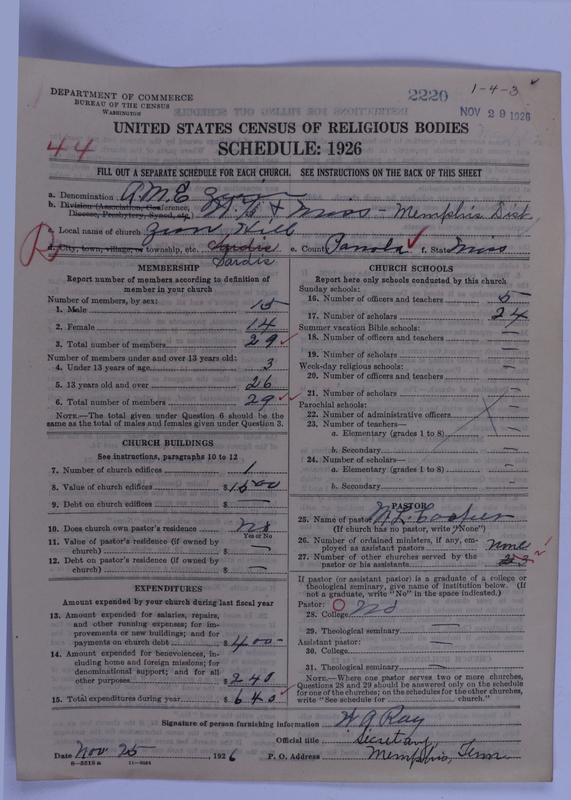 DEPARTMENT OF COMMERCE
BUREAU OF THE CENSUS
WASHINGTON
2220
1-4-3
NOV 29 1926
UNITED STATES CENSUS OF RELIGIOUS BODIES
44
SCHEDULE: 1926
FILL OUT A SEPARATE SCHEDULE FOR EACH CHURCH. SEE INSTRUCTIONS ON THE BACK OF THIS SHEET
a. Denomination A.M.E. Zion
b. Division (Association, Conference, Diocese, Presbytery, Synod, etc.) & Miss - Memphis Dist
c. Local name of church Zion Hill
d. City, town, village, or township, etc. Sardis e. County Panola f. State Miss
Sardis
MEMBERSHIP
Report number of members according to definition of
member in your church
Number of members, by sex:
1. Male 15
2. Female 14
3. Total number of members 29
Number of members under and over 13 years old:
4. Under 13 years of age 3
5. 13 years old and over 26
6. Total number of members 29
NOTE.—The total given under Question 6 should be the
same as the total of males and females given under Question 3.
CHURCH BUILDINGS
See instructions, paragraphs 10 to 12
7. Number of church edifices 1
8. Value of church edifices $1500
9. Debt on church edifices $ —
10. Does church own pastor's residence No
Yes or No
11. Value of pastor's residence (if owned by
church) $ —
12. Debt on pastor's residence (if owned by
church) $ —
EXPENDITURES
Amount expended by your church during last fiscal year
13. Amount expended for salaries, repairs,
and other running expenses; for im-
provements or new buildings; and for
payments on church debt $400
14. Amount expended for benevolences, in-
cluding home and foreign missions; for
denominational support; and for all
other purposes $240
15. Total expenditures during year $640
CHURCH SCHOOLS
Report here only schools conducted by this church
Sunday schools:
16. Number of officers and teachers 5
17. Number of scholars 24
Summer vacation Bible schools:
18. Number of officers and teachers —
19. Number of scholars —
Week-day religious schools:
20. Number of officers and teachers —
21. Number of scholars —
Parochial schools:
22. Number of administrative officers —
23. Number of teachers—
a. Elementary (grades 1 to 8) —
b. Secondary —
24. Number of scholars—
a. Elementary (grades 1 to 8) —
b. Secondary —
PASTOR
25. Name of pastor W. L. Cooper
(If church has no pastor, write "None")
26. Number of ordained ministers, if any, em-
ployed as assistant pastors none
27. Number of other churches served by the
pastor or his assistants
If pastor (or assistant pastor) is a graduate of a college or
theological seminary, give name of institution below. (If
not a graduate, write "No" in the space indicated.)
Pastor:
28. College No
29. Theological seminary —
Assistant pastor:
30. College —
31. Theological seminary —
NOTE.—Where one pastor serves two or more churches,
Questions 28 and 29 should be answered only on the schedule
for one of the churches; on the schedules for the other churches,
write "See schedule for church."
Signature of person furnishing information W A Ray
Official title Secretary
Date Nov 25, 1926 P. O. Address Memphis, Tenn
8-5518 a 11-9884